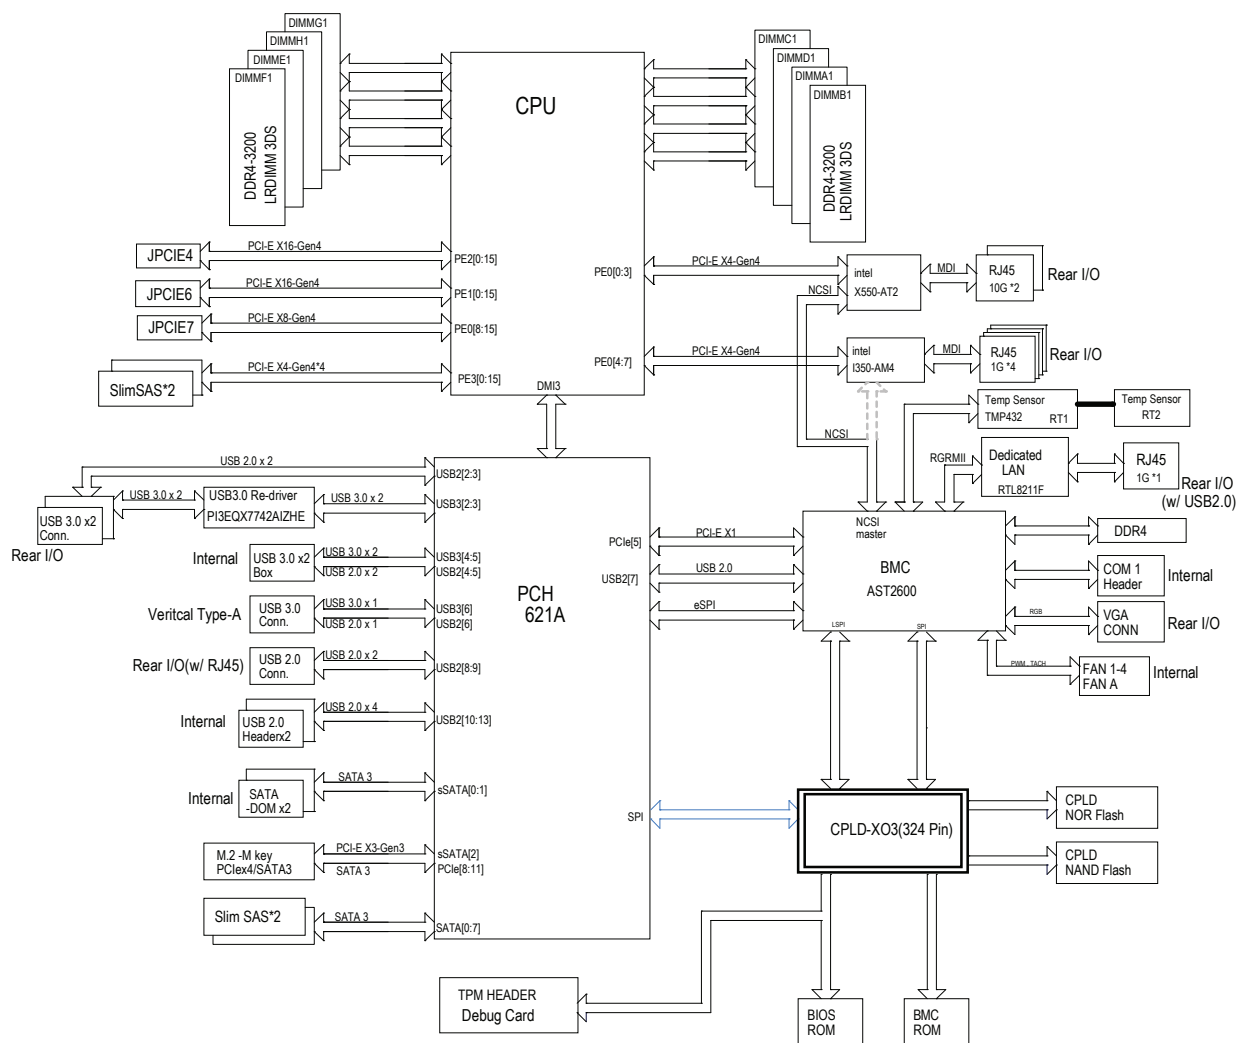 DIMMG1
DIMMH1
DIMME1
DIMMF1
DDR4-3200
LRDIMM 3DS
CPU
DIMMC1
DIMMD1
DIMMA1
DIMMB1
DDR4-3200
LRDIMM 3DS
JPCIE4
PCI-E X16-Gen4
PE2[0:15]
JPCIE6
PCI-E X16-Gen4
PE1[0:15]
JPCIE7
PCI-E X8-Gen4
PE0[8:15]
SlimSAS*2
PCI-E X4-Gen4*4
PE3[0:15]
DMI3
PE0[0:3]
PCI-E X4-Gen4
NCSI
intel
X550-AT2
MDI
RJ45
10G *2
Rear I/O
PE0[4:7]
PCI-E X4-Gen4
intel
I350-AM4
MDI
RJ45
1G *4
Rear I/O
NCSI
Temp Sensor
TMP432
RT1
Temp Sensor
RT2
RGRMII
Dedicated
LAN
RTL8211F
RJ45
1G *1
Rear I/O
(w/ USB2.0)
USB 2.0 x 2
USB2[2:3]
USB 3.0 x2
Conn.
Rear I/O
USB 3.0 x 2
USB3.0 Re-driver
PI3EQX7742AIZHE
USB 3.0 x 2
USB3[2:3]
Internal
USB 3.0 x2
Box
USB 3.0 x 2
USB 2.0 x 2
USB3[4:5]
USB2[4:5]
Veritcal Type-A
USB 3.0
Conn.
USB 3.0 x 1
USB 2.0 x 1
USB3[6]
USB2[6]
Rear I/O(w/ RJ45)
USB 2.0
Conn.
USB 2.0 x 2
USB2[8:9]
Internal
USB 2.0
Headerx2
USB 2.0 x 4
USB2[10:13]
Internal
SATA
-DOM x2
SATA 3
sSATA[0:1]
M.2 -M key
PCIex4/SATA3
PCI-E X3-Gen3
SATA 3
sSATA[2]
PCIe[8:11]
Slim SAS*2
SATA 3
SATA[0:7]
PCH
621A
PCIe[5]
PCI-E X1
USB2[7]
USB 2.0
eSPI
SPI
NCSI
master
BMC
AST2600
LSPI
SPI
DDR4
COM 1
Header
Internal
RGB
VGA
CONN
Rear I/O
PWM , TACH
FAN 1-4
FAN A
Internal
CPLD-XO3(324 Pin)
CPLD
NOR Flash
CPLD
NAND Flash
TPM HEADER
Debug Card
BIOS
ROM
BMC
ROM